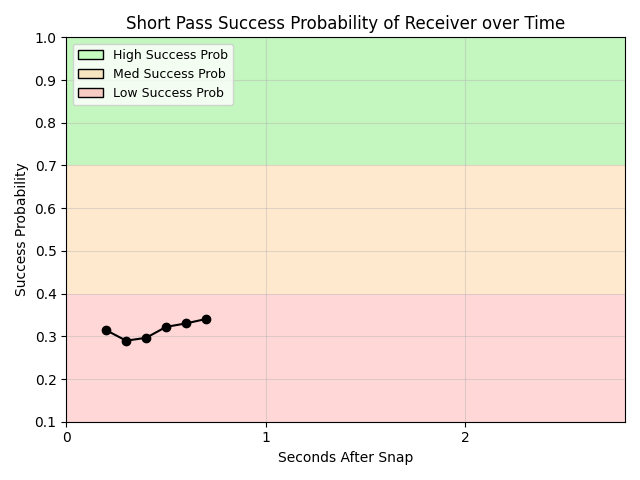 Short Pass Success Probability of Receiver over Time
1.0
0.9
0.8
0.7
0.6
0.5
0.4
0.3
0.2
0.1
High Success Prob
Med Success Prob
Low Success Prob
Success Probability
0 1 2
Seconds After Snap